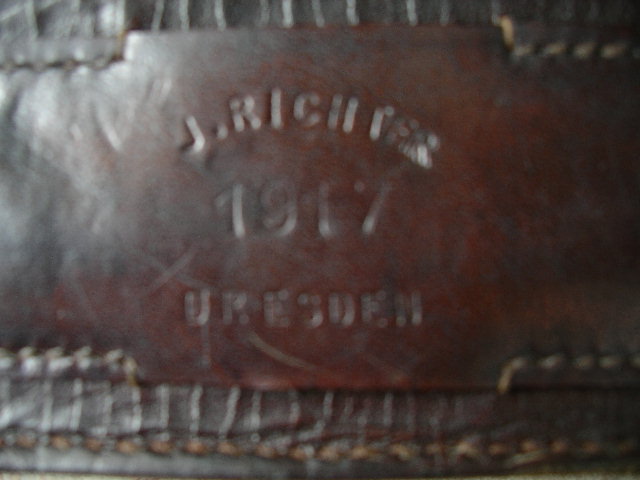 J. RICHTER
1917
DRESDEN